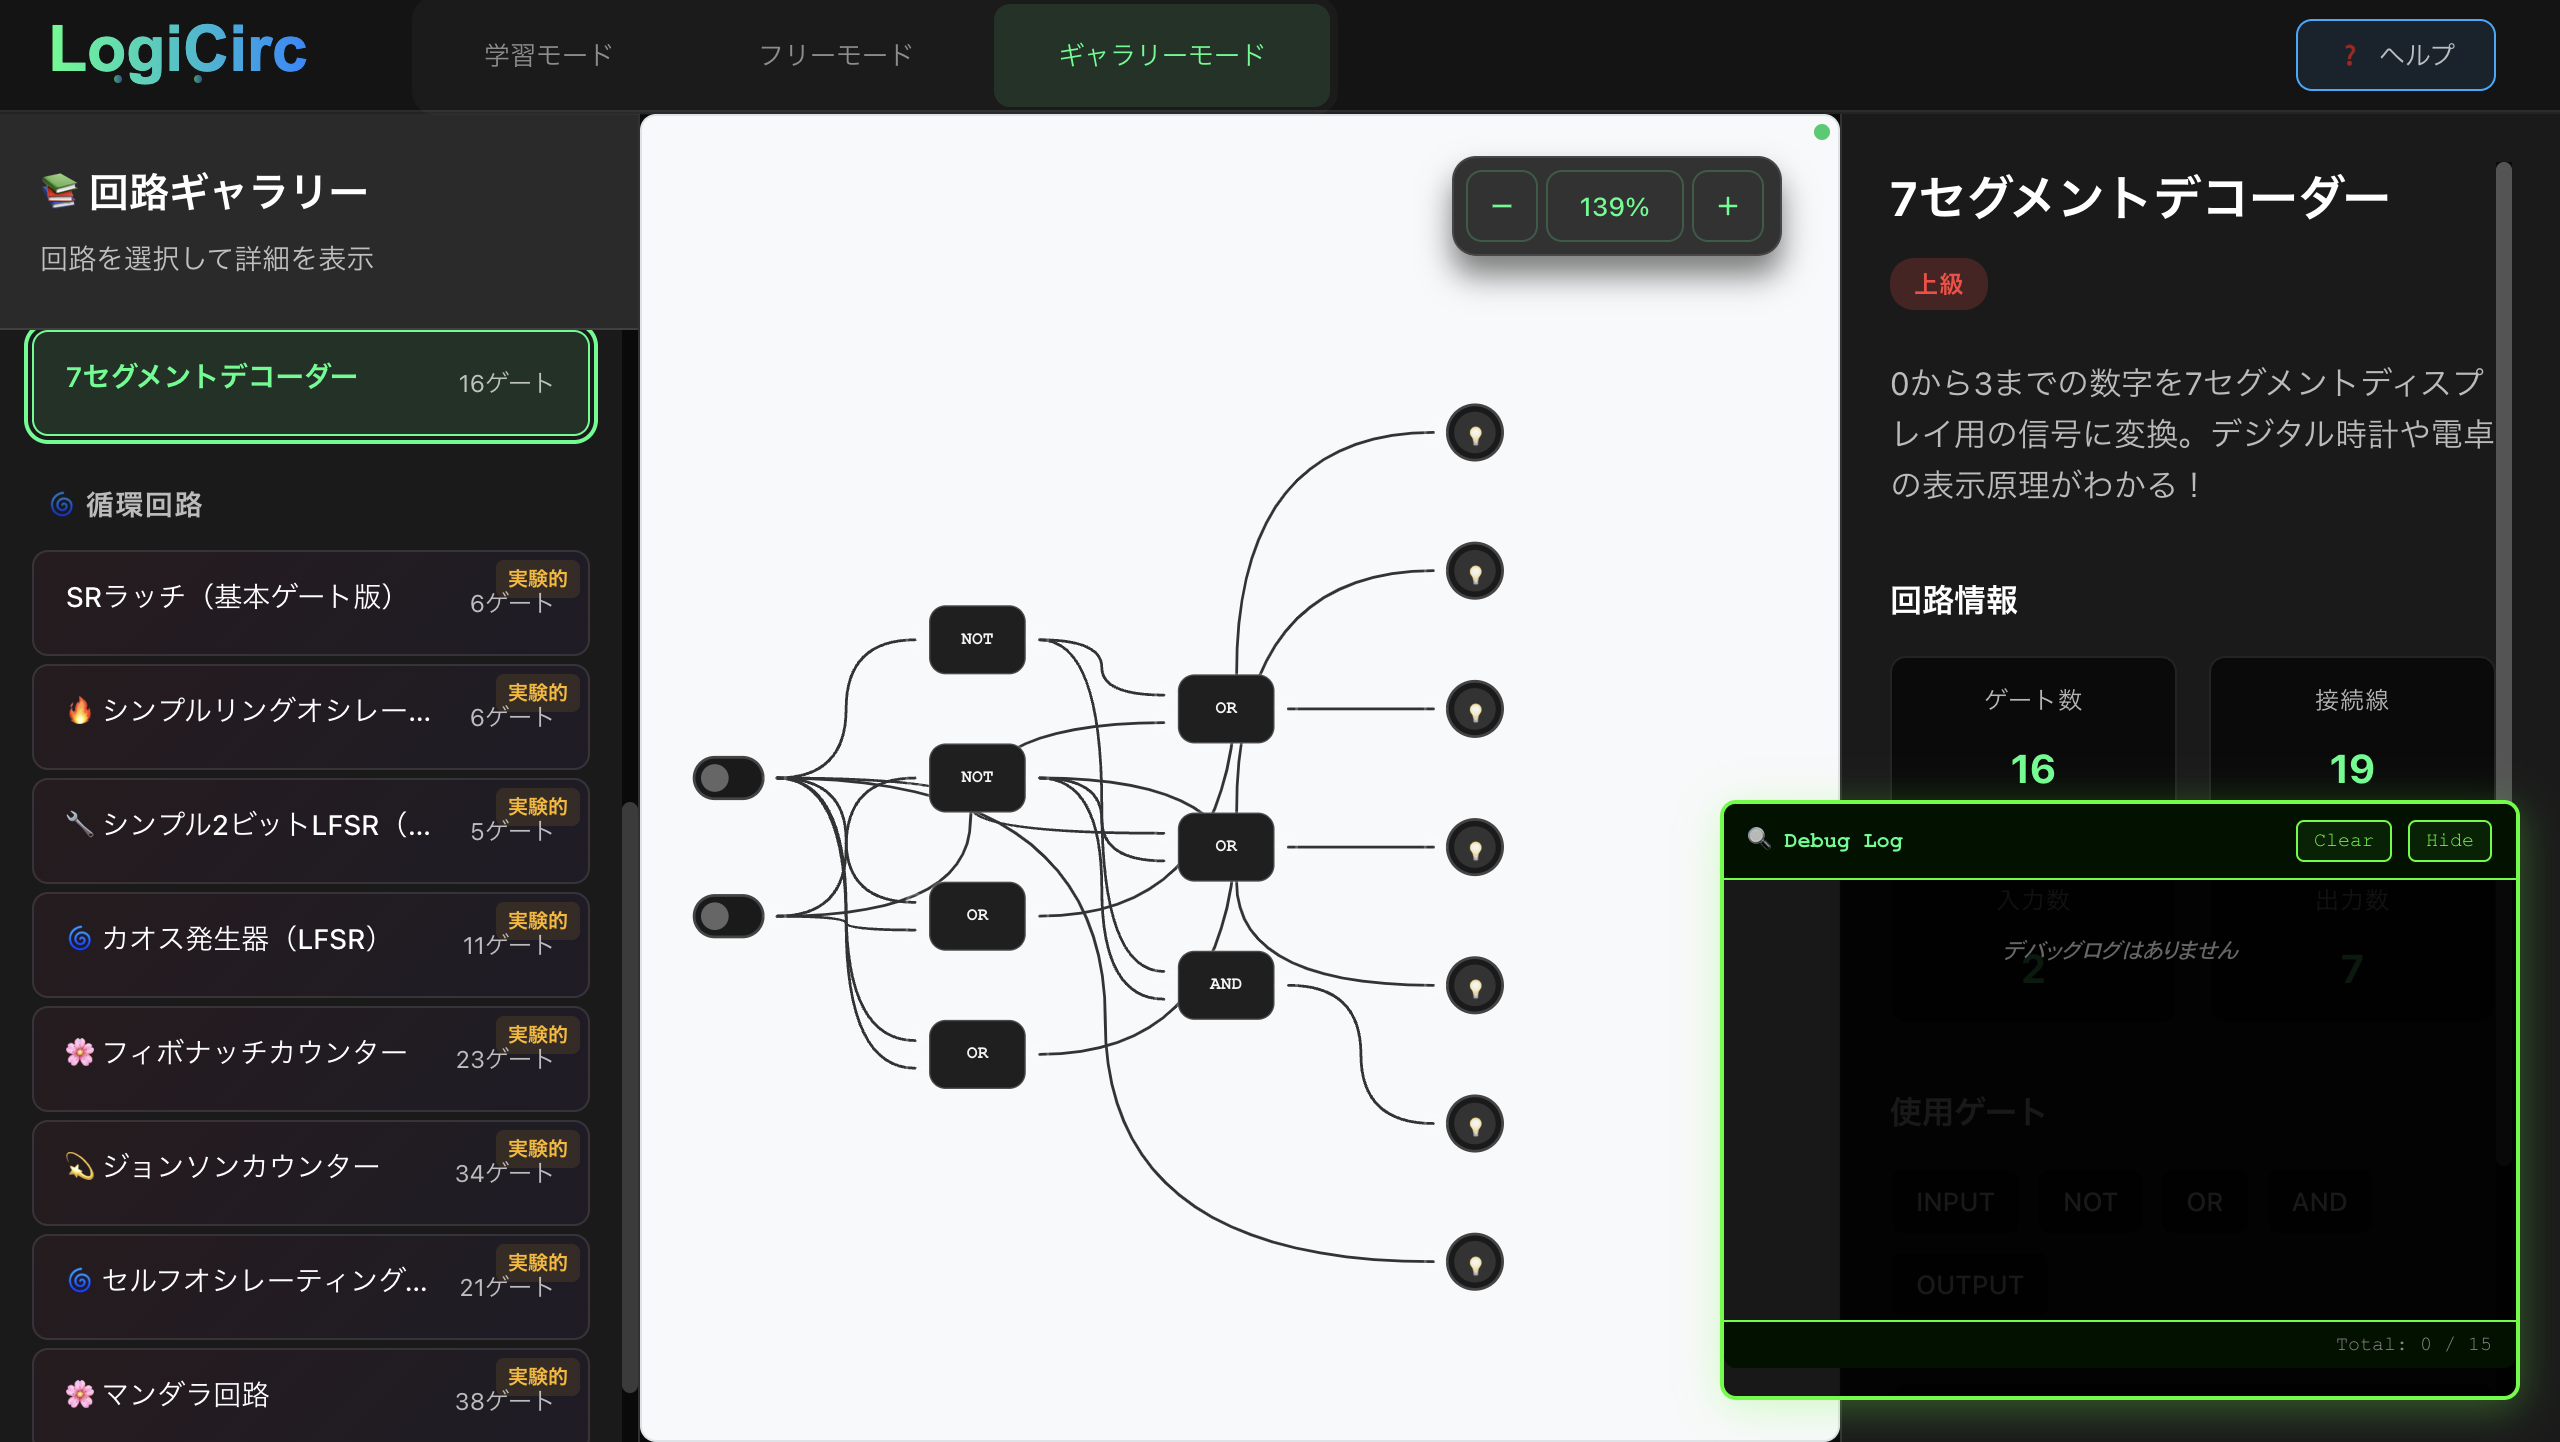 LogiCirc
学習モード
フリーモード
ギャラリーモード
❓ ヘルプ
📚 回路ギャラリー
回路を選択して詳細を表示
7セグメントデコーダー
16ゲート
🌀 循環回路
実験的
SRラッチ（基本ゲート版）
6ゲート
実験的
🔥 シンプルリングオシレー...
6ゲート
実験的
🔧 シンプル2ビットLFSR（...
5ゲート
実験的
🌀 カオス発生器（LFSR）
11ゲート
実験的
🌸 フィボナッチカウンター
23ゲート
実験的
💫 ジョンソンカウンター
34ゲート
実験的
🌀 セルフオシレーティング...
21ゲート
実験的
🌸 マンダラ回路
38ゲート
−
139%
+
NOT
NOT
OR
OR
OR
OR
AND
7セグメントデコーダー
上級
0から3までの数字を7セグメントディスプ
レイ用の信号に変換。デジタル時計や電卓
の表示原理がわかる！
回路情報
ゲート数
16
接続線
19
🔍 Debug Log
Clear
Hide
入力数
2
出力数
7
デバッグログはありません
使用ゲート
INPUT
NOT
OR
AND
OUTPUT
Total: 0 / 15